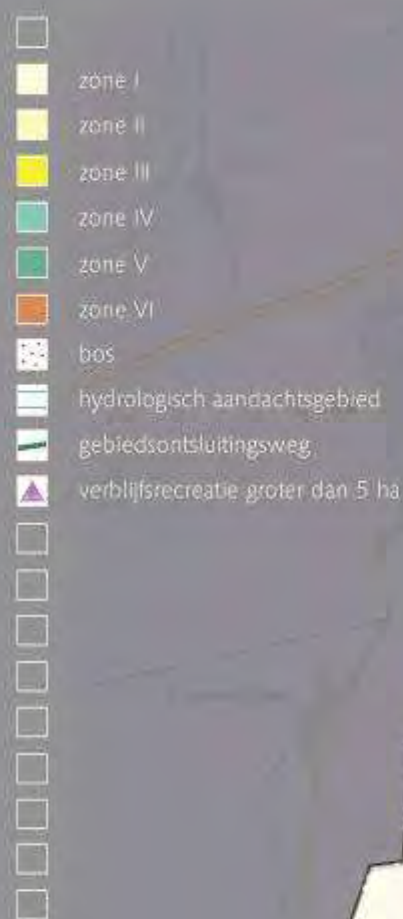 zone I
zone II
zone III
zone IV
zone V
zone VI
bos
hydrologisch aandachtsgebied
gebiedsontsluitingsweg
verblijfsrecreatie groter dan 5 ha